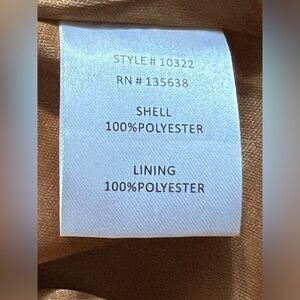 STYLE # 10322
RN # 135638
SHELL
100%POLYESTER
LINING
100%POLYESTER